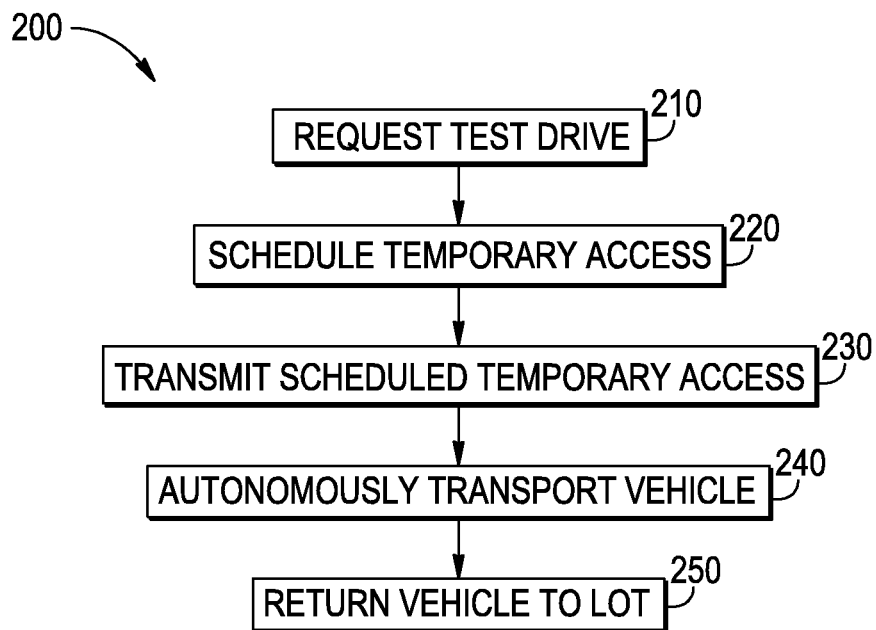 200
210
REQUEST TEST DRIVE
220
SCHEDULE TEMPORARY ACCESS
230
TRANSMIT SCHEDULED TEMPORARY ACCESS
240
AUTONOMOUSLY TRANSPORT VEHICLE
250
RETURN VEHICLE TO LOT